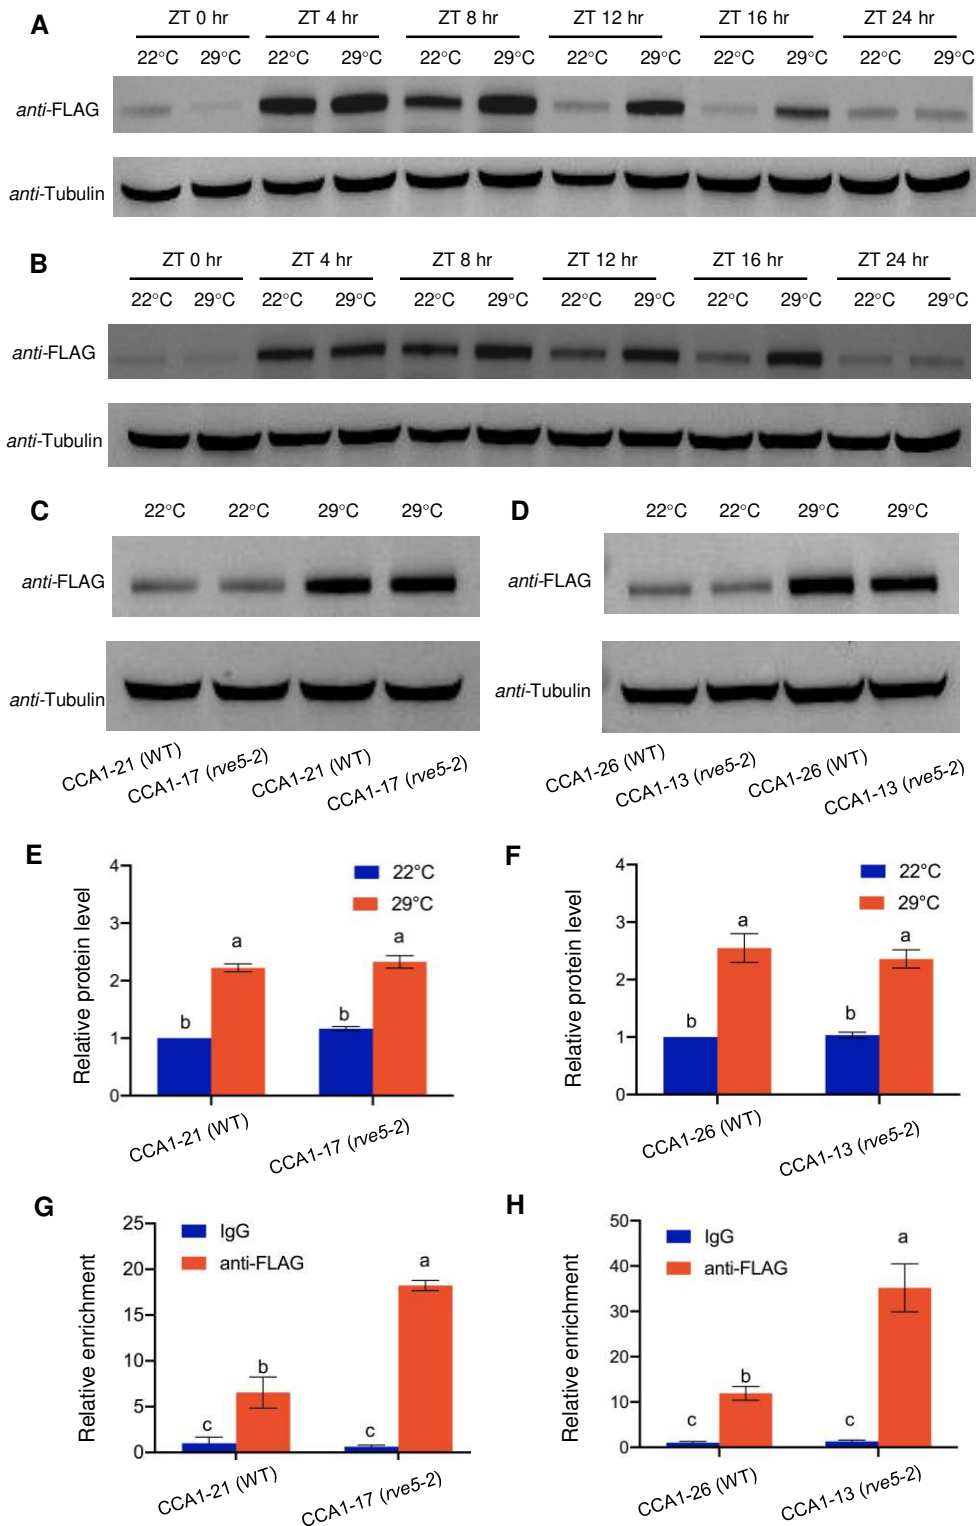 A
ZT 0 hr ZT 4 hr ZT 8 hr ZT 12 hr ZT 16 hr ZT 24 hr
22°C 29°C 22°C 29°C 22°C 29°C 22°C 29°C 22°C 29°C 22°C 29°C
anti-FLAG
anti-Tubulin
B
ZT 0 hr ZT 4 hr ZT 8 hr ZT 12 hr ZT 16 hr ZT 24 hr
22°C 29°C 22°C 29°C 22°C 29°C 22°C 29°C 22°C 29°C 22°C 29°C
anti-FLAG
anti-Tubulin
C
22°C 22°C 29°C 29°C
anti-FLAG
anti-Tubulin
CCA1-21 (WT)
CCA1-17 (rve5-2)
CCA1-21 (WT)
CCA1-17 (rve5-2)
D
22°C 22°C 29°C 29°C
anti-FLAG
anti-Tubulin
CCA1-26 (WT)
CCA1-13 (rve5-2)
CCA1-26 (WT)
CCA1-13 (rve5-2)
E
Relative protein level
4
3
2
1
0
22°C
29°C
b a b a
CCA1-21 (WT)
CCA1-17 (rve5-2)
F
Relative protein level
4
3
2
1
0
22°C
29°C
b a b a
CCA1-26 (WT)
CCA1-13 (rve5-2)
G
Relative enrichment
25
20
15
10
5
0
IgG
anti-FLAG
c b c a
CCA1-21 (WT)
CCA1-17 (rve5-2)
H
Relative enrichment
50
40
30
20
10
0
IgG
anti-FLAG
c b c a
CCA1-26 (WT)
CCA1-13 (rve5-2)